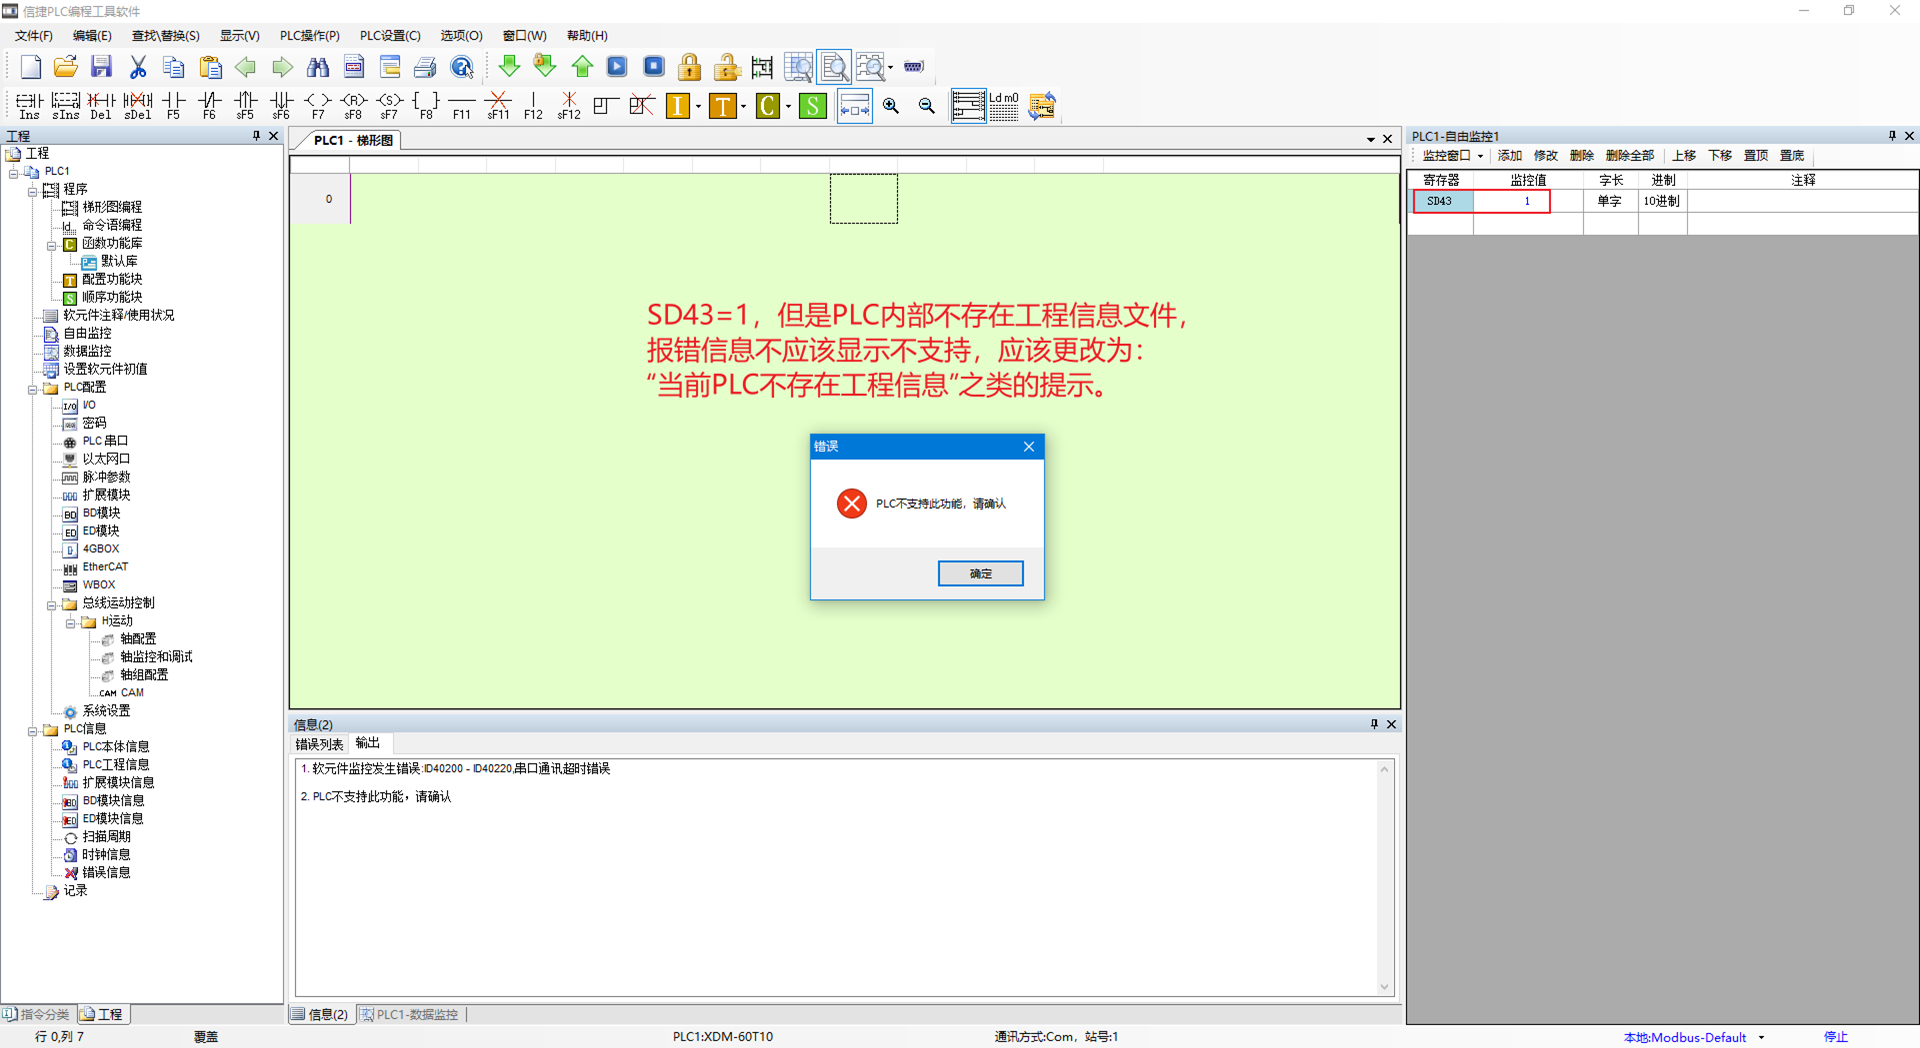 信捷PLC编程工具软件
文件(F) 编辑(E) 查找\替换(S) 显示(V) PLC操作(P) PLC设置(C) 选项(O) 窗口(W) 帮助(H)
Ins sIns Del sDel F5 F6 sF5 sF6 F7 sF8 sF7 F8 F11 sF11 F12 sF12 I T C S Ld m0
工程
工程
PLC1
程序
梯形图编程
命令语编程
函数功能库
默认库
配置功能块
顺序功能块
软元件注释/使用状况
自由监控
数据监控
设置软元件初值
PLC配置
I/O
密码
PLC 串口
以太网口
脉冲参数
扩展模块
BD模块
ED模块
4GBOX
EtherCAT
WBOX
总线运动控制
H运动
轴配置
轴监控和调试
轴组配置
CAM CAM
系统设置
PLC信息
PLC本体信息
PLC工程信息
扩展模块信息
BD模块信息
ED模块信息
扫描周期
时钟信息
错误信息
记录
指令分类 工程
PLC1 - 梯形图
0
SD43=1，但是PLC内部不存在工程信息文件，
报错信息不应该显示不支持，应该更改为：
“当前PLC不存在工程信息”之类的提示。
错误
PLC不支持此功能，请确认
确定
信息(2)
错误列表 输出
1. 软元件监控发生错误:ID40200 - ID40220,串口通讯超时错误
2. PLC不支持此功能，请确认
信息(2) PLC1-数据监控
PLC1-自由监控1
监控窗口 添加 修改 删除 删除全部 上移 下移 置顶 置底
寄存器 监控值 字长 进制 注释
SD43 1 单字 10进制
行 0,列 7 覆盖 PLC1:XDM-60T10 通讯方式:Com，站号:1 本地:Modbus-Default 停止